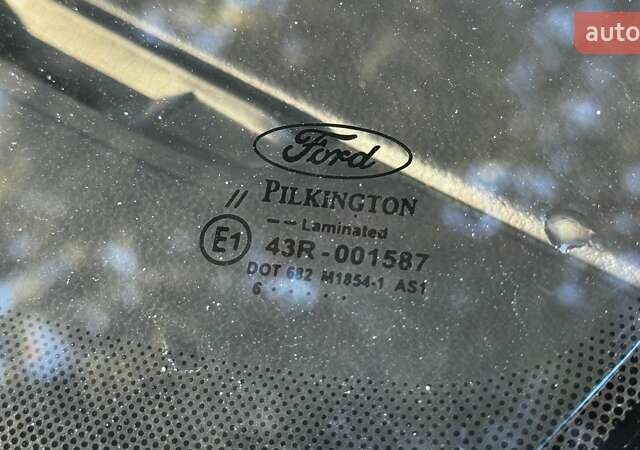 auto
Ford
// PILKINGTON
-- Laminated
E1 43R-001587
DOT 682 M1854-1 AS1
6 . . . . .